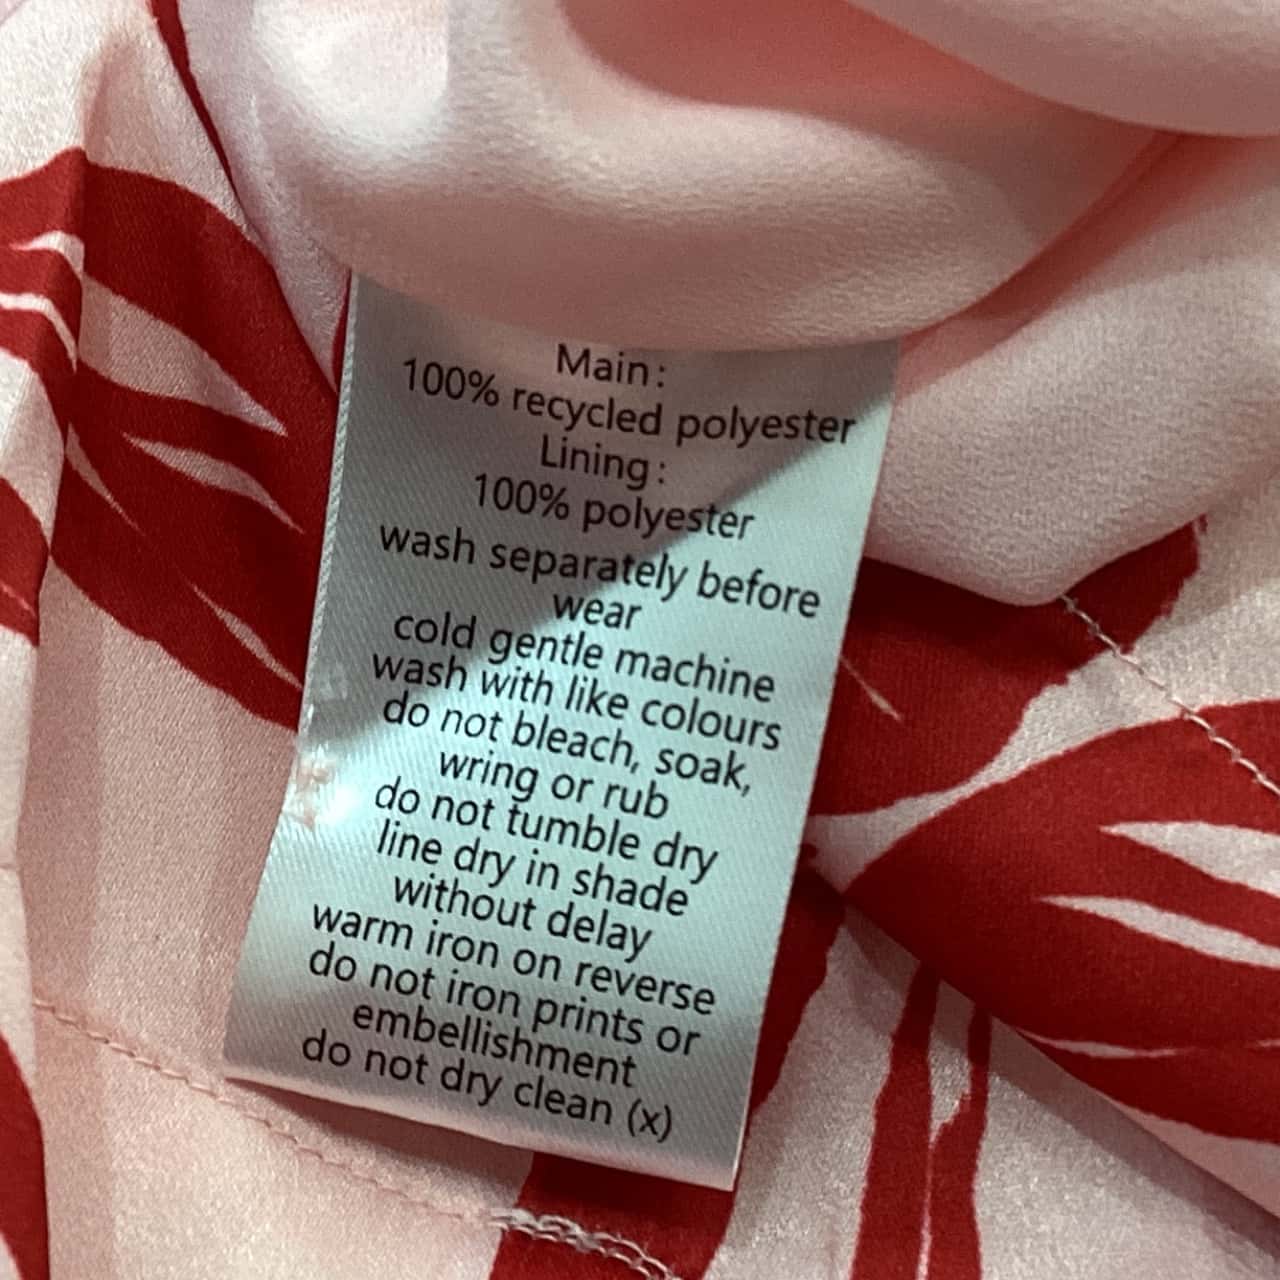 Main:
100% recycled polyester
Lining:
100% polyester
wash separately before
wear
cold gentle machine
wash with like colours
do not bleach, soak,
wring or rub
do not tumble dry
line dry in shade
without delay
warm iron on reverse
do not iron prints or
embellishment
do not dry clean (x)